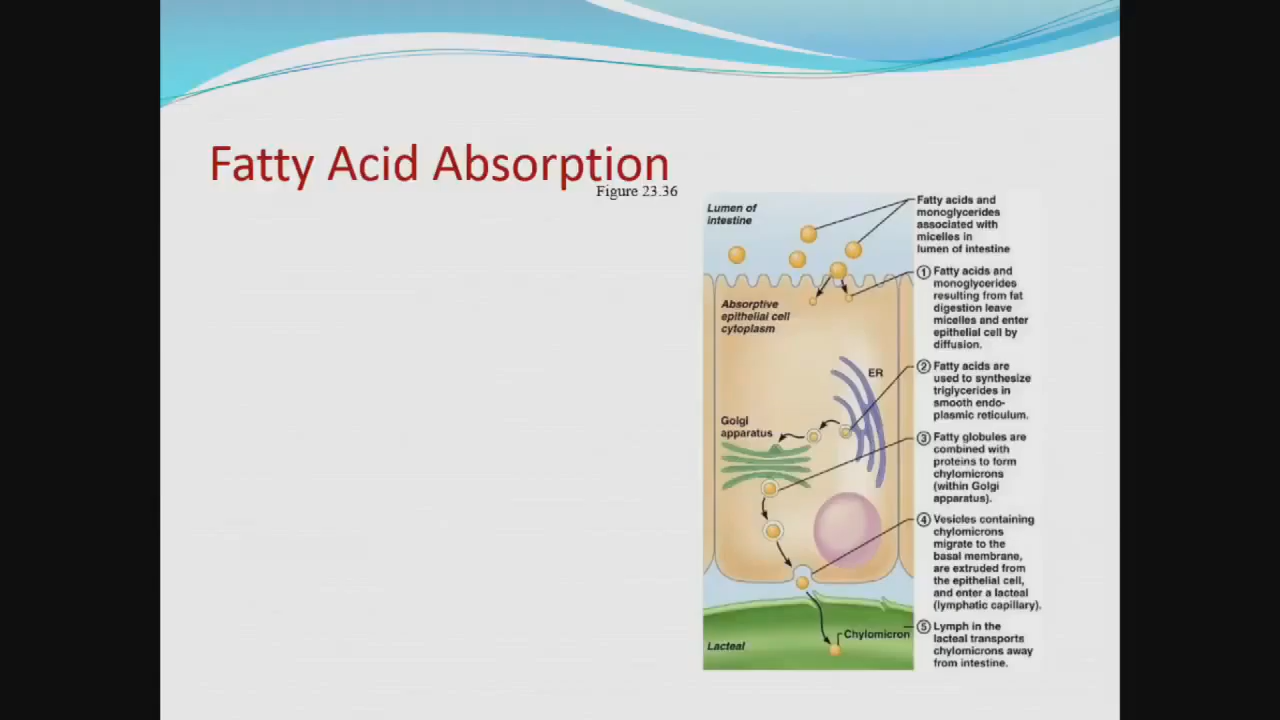 Fatty Acid Absorption
Figure 23.36
Lumen of
intestine
Fatty acids and
monoglycerides
associated with
micelles in
lumen of intestine
Absorptive
epithelial cell
cytoplasm
① Fatty acids and
monoglycerides
resulting from fat
digestion leave
micelles and enter
epithelial cell by
diffusion.
ER
② Fatty acids are
used to synthesize
triglycerides in
smooth endo-
plasmic reticulum.
Golgi
apparatus
③ Fatty globules are
combined with
proteins to form
chylomicrons
(within Golgi
apparatus).
④ Vesicles containing
chylomicrons
migrate to the
basal membrane,
are extruded from
the epithelial cell,
and enter a lacteal
(lymphatic capillary).
Chylomicron
Lacteal
⑤ Lymph in the
lacteal transports
chylomicrons away
from intestine.